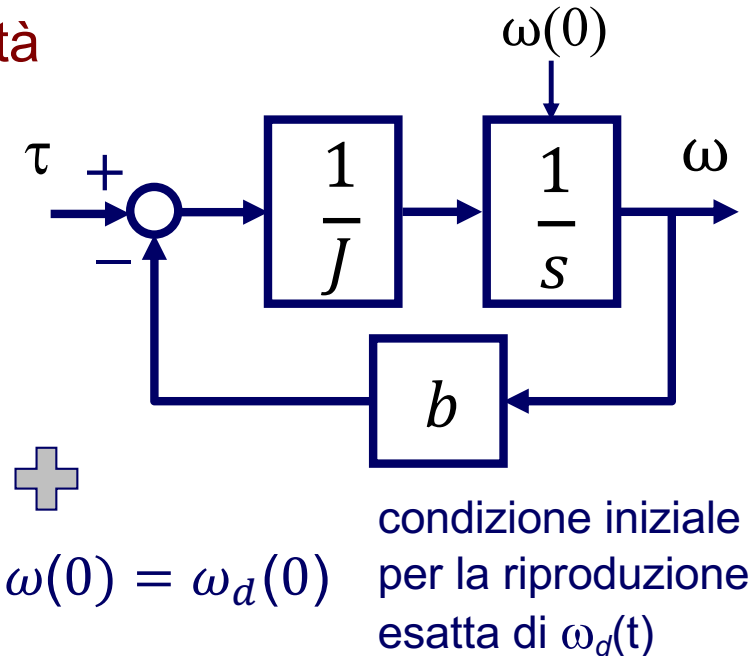 tà
ω(0)
τ
+
−
1
J
1
s
ω
b
ω(0) = ω_d(0)
condizione iniziale
per la riproduzione
esatta di ω_d(t)